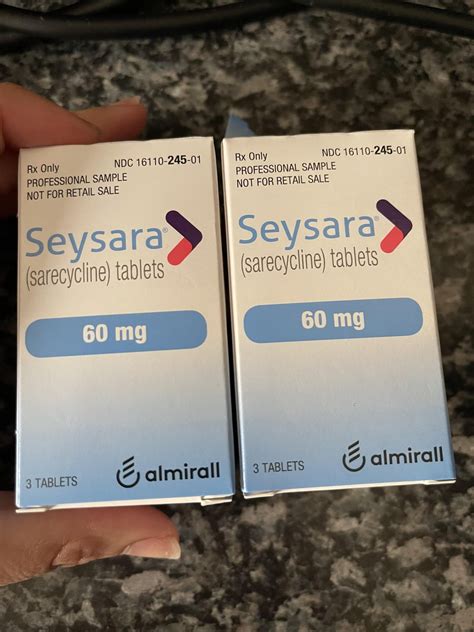 Rx Only
NDC 16110-245-01
PROFESSIONAL SAMPLE
NOT FOR RETAIL SALE
Seysara®
(sarecycline) tablets
60 mg
3 TABLETS
almirall
Rx Only
NDC 16110-245-01
PROFESSIONAL SAMPLE
NOT FOR RETAIL SALE
Seysara®
(sarecycline) tablets
60 mg
3 TABLETS
almirall